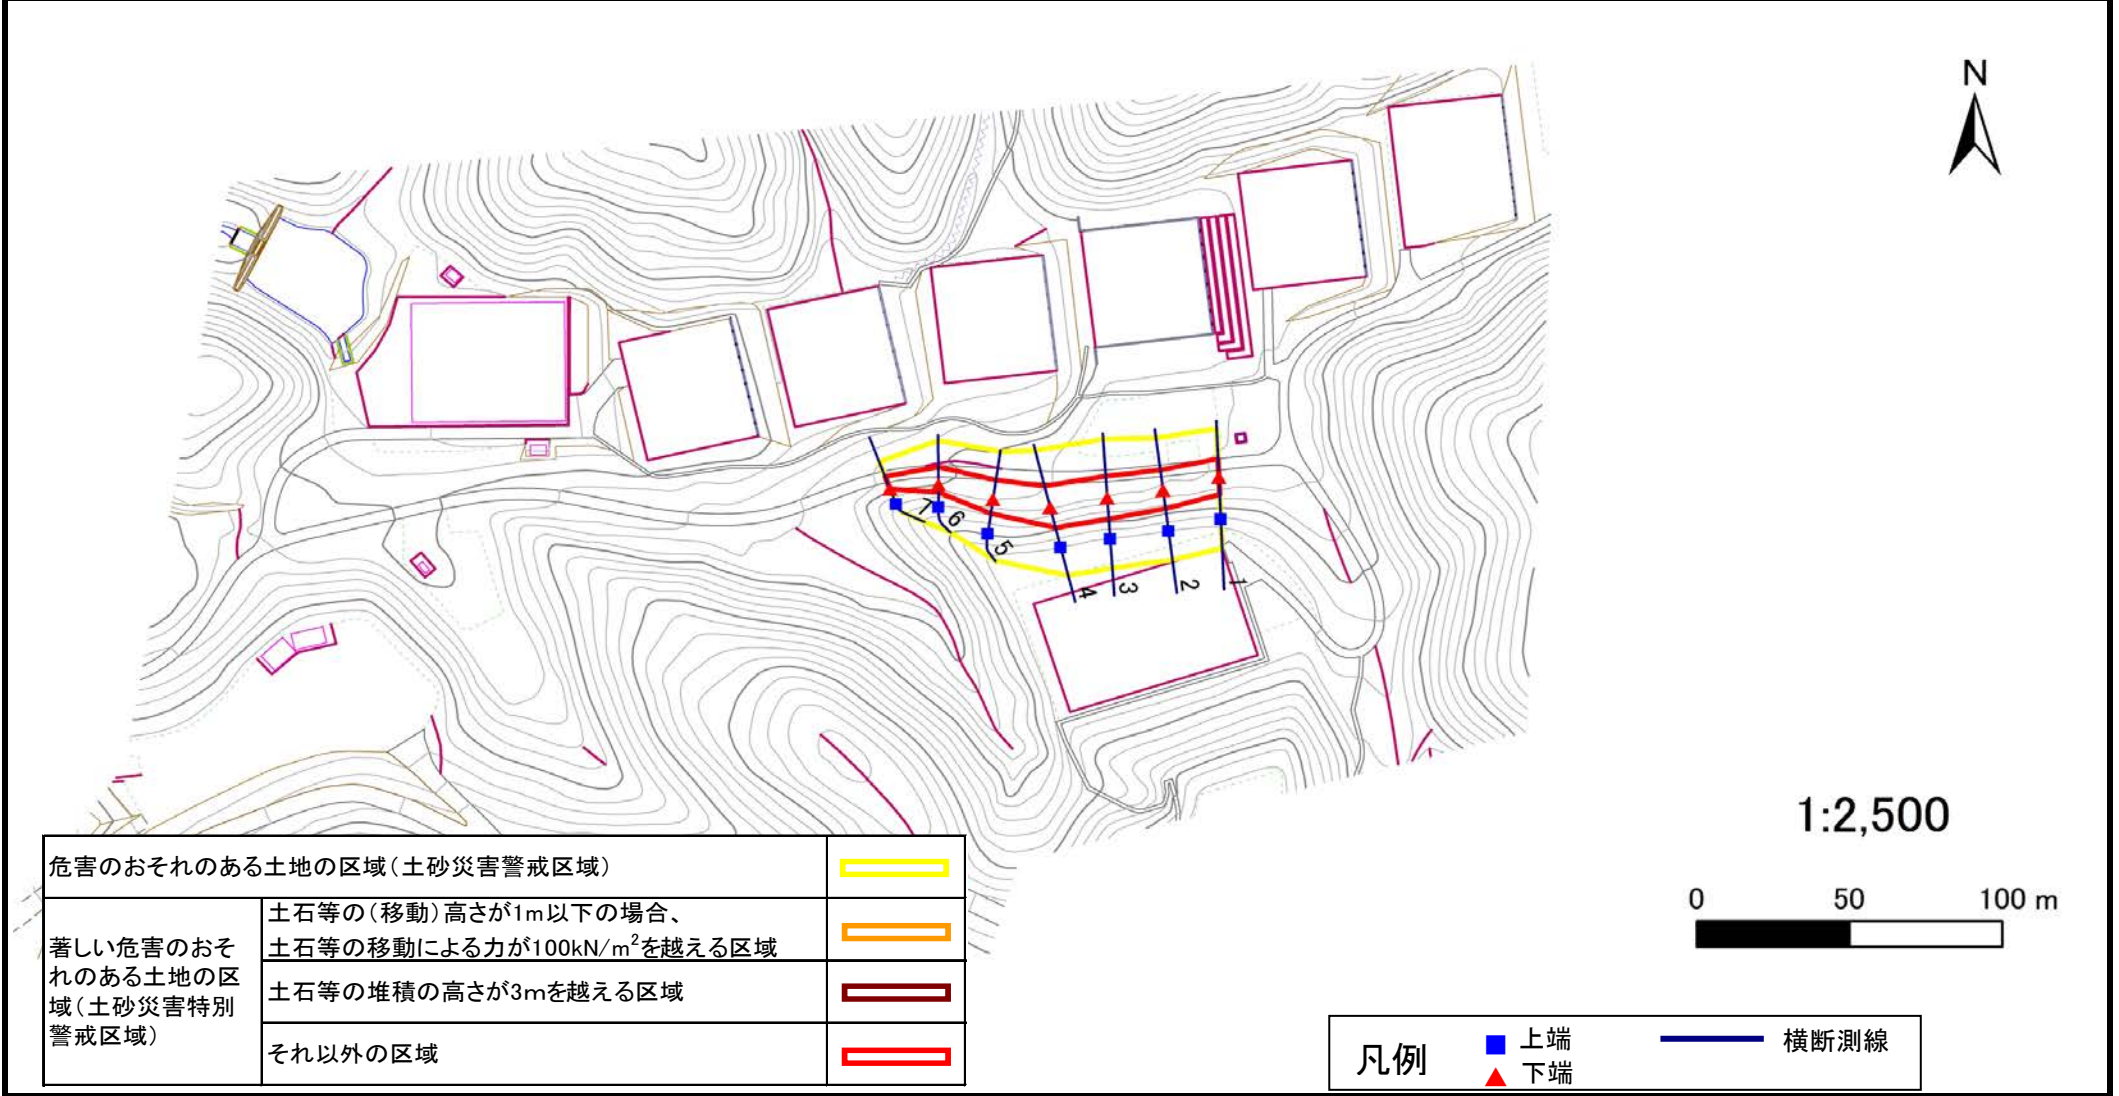 N
7
6
5
4
3
2
1
1:2,500
0 50 100 m
危害のおそれのある土地の区域(土砂災害警戒区域)
著しい危害のおそ
れのある土地の区
域(土砂災害特別
警戒区域)
土石等の(移動)高さが1m以下の場合、
土石等の移動による力が100kN/m²を越える区域
土石等の堆積の高さが3mを越える区域
それ以外の区域
凡例
上端
下端
横断測線